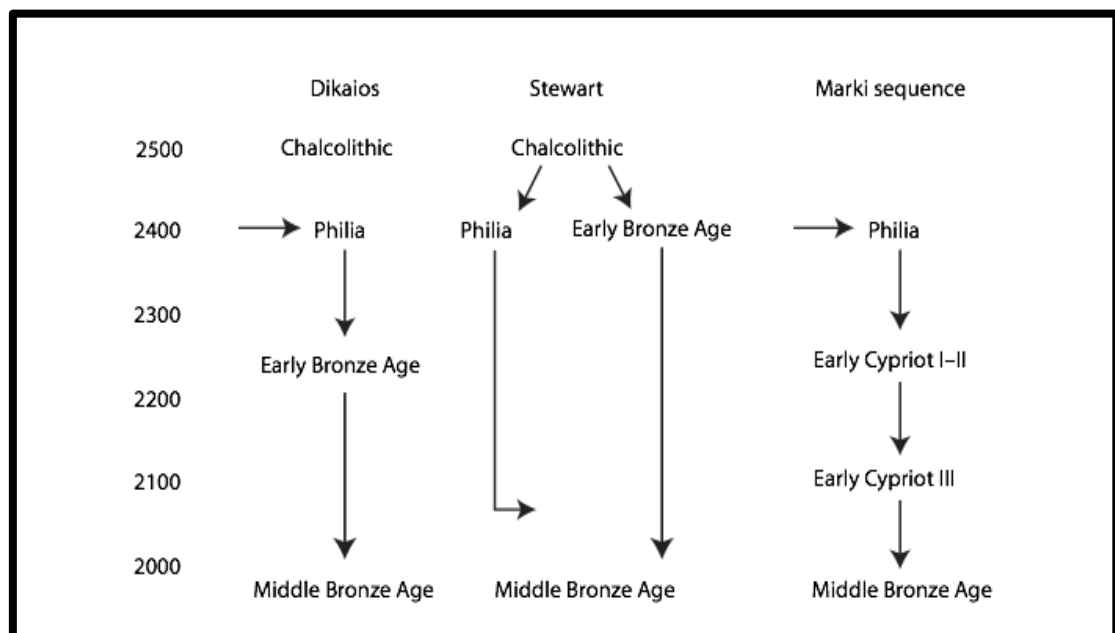 Dikaios Stewart Marki sequence
2500 Chalcolithic Chalcolithic
2400 Philia Philia Early Bronze Age Philia
2300
Early Bronze Age Early Cypriot I–II
2200
2100 Early Cypriot III
2000
Middle Bronze Age Middle Bronze Age Middle Bronze Age